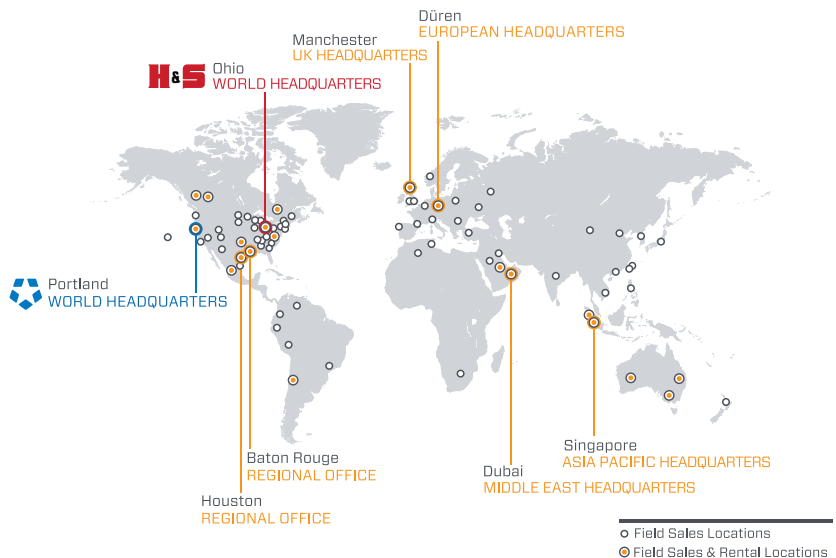 Düren
EUROPEAN HEADQUARTERS
Manchester
UK HEADQUARTERS
H&S
Ohio
WORLD HEADQUARTERS
Portland
WORLD HEADQUARTERS
Baton Rouge
REGIONAL OFFICE
Houston
REGIONAL OFFICE
Singapore
ASIA PACIFIC HEADQUARTERS
Dubai
MIDDLE EAST HEADQUARTERS
Field Sales Locations
Field Sales & Rental Locations